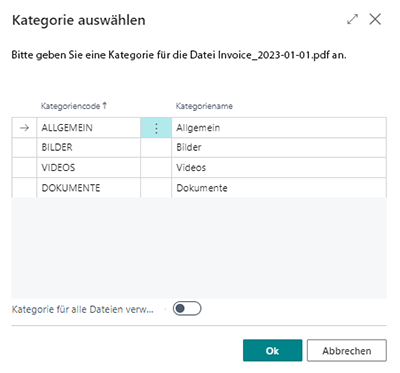 Kategorie auswählen
Bitte geben Sie eine Kategorie für die Datei Invoice_2023-01-01.pdf an.
Kategoriencode ↑ Kategoriename
→ ALLGEMEIN ⋮ Allgemein
BILDER Bilder
VIDEOS Videos
DOKUMENTE Dokumente
Kategorie für alle Dateien verw...
Ok Abbrechen